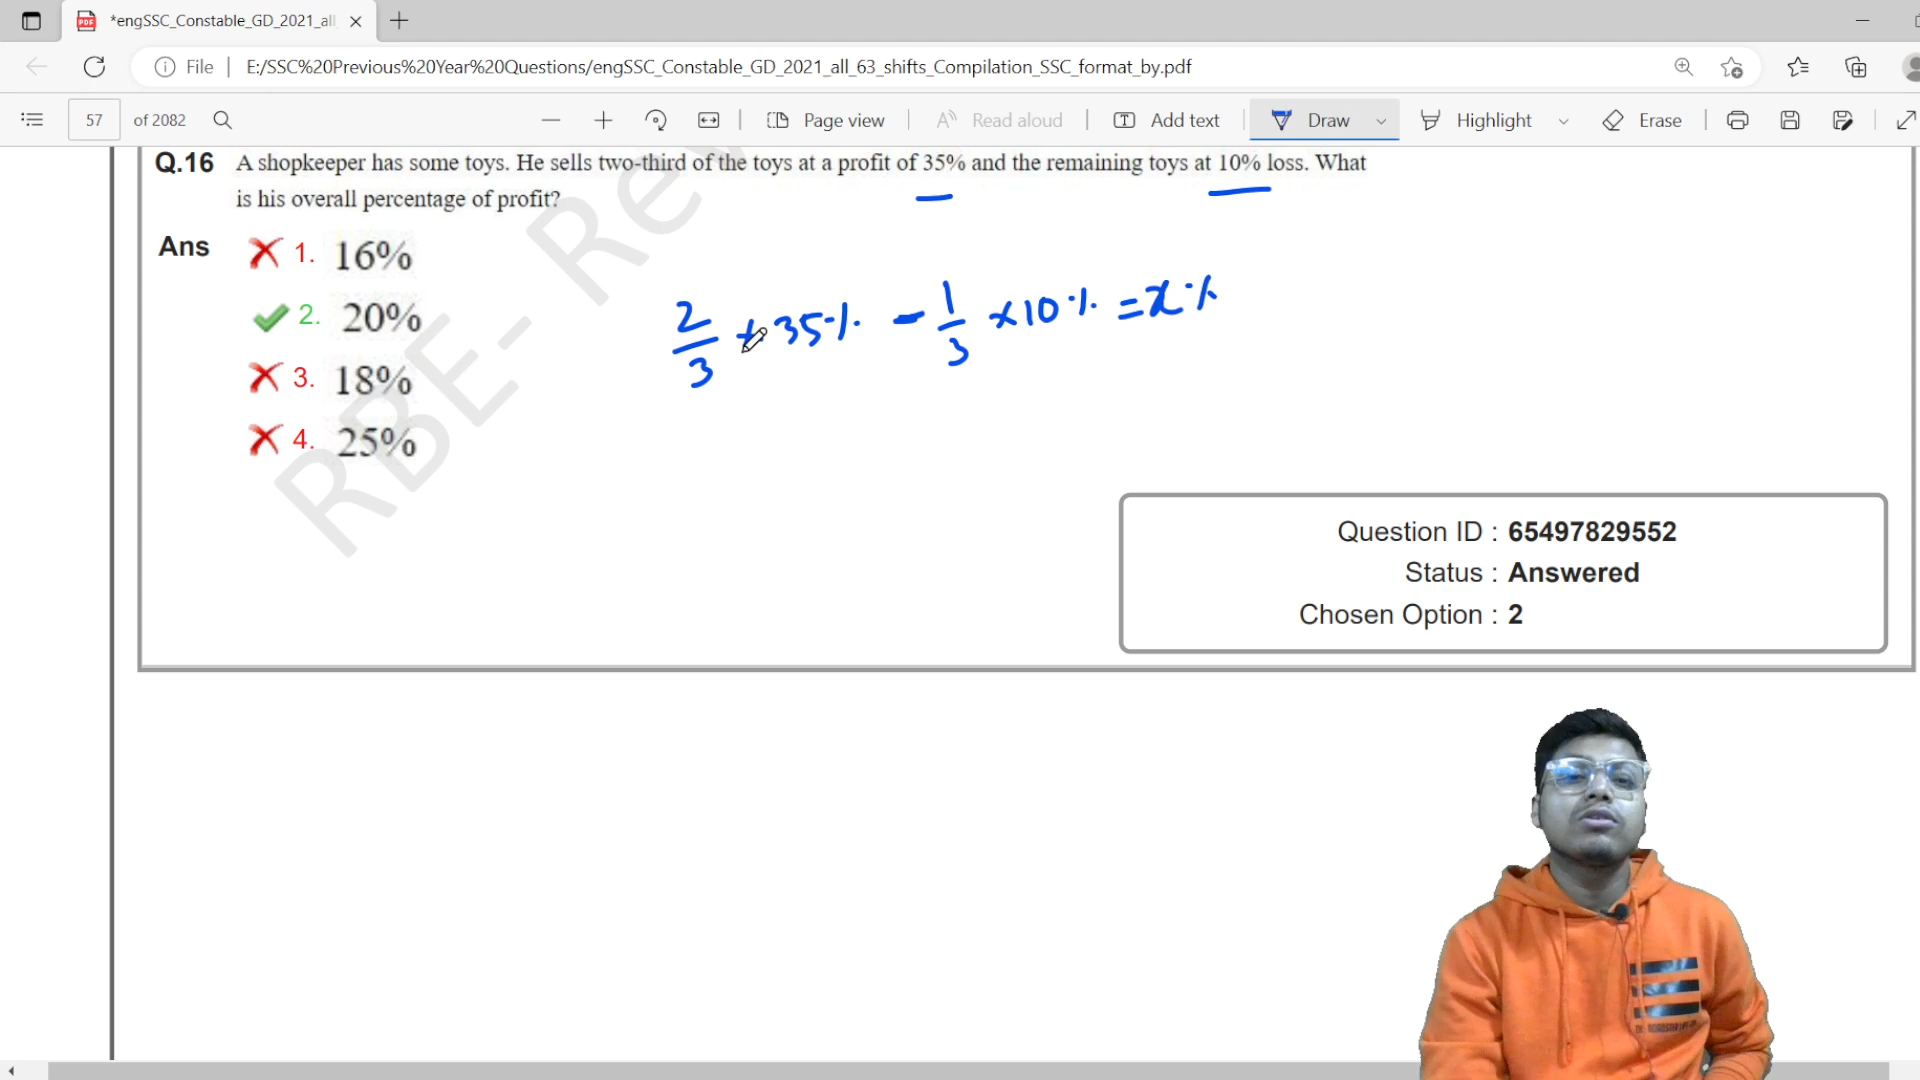 *engSSC_Constable_GD_2021_all
File | E:/SSC%20Previous%20Year%20Questions/engSSC_Constable_GD_2021_all_63_shifts_Compilation_SSC_format_by.pdf
57 of 2082 Page view Read aloud Add text Draw Highlight Erase
Q.16 A shopkeeper has some toys. He sells two-third of the toys at a profit of 35% and the remaining toys at 10% loss. What
is his overall percentage of profit?
Ans 1. 16%
2. 20%
3. 18%
4. 25%
2/3 × 35% - 1/3 × 10% = x%
RBE- Rev
Question ID : 65497829552
Status : Answered
Chosen Option : 2